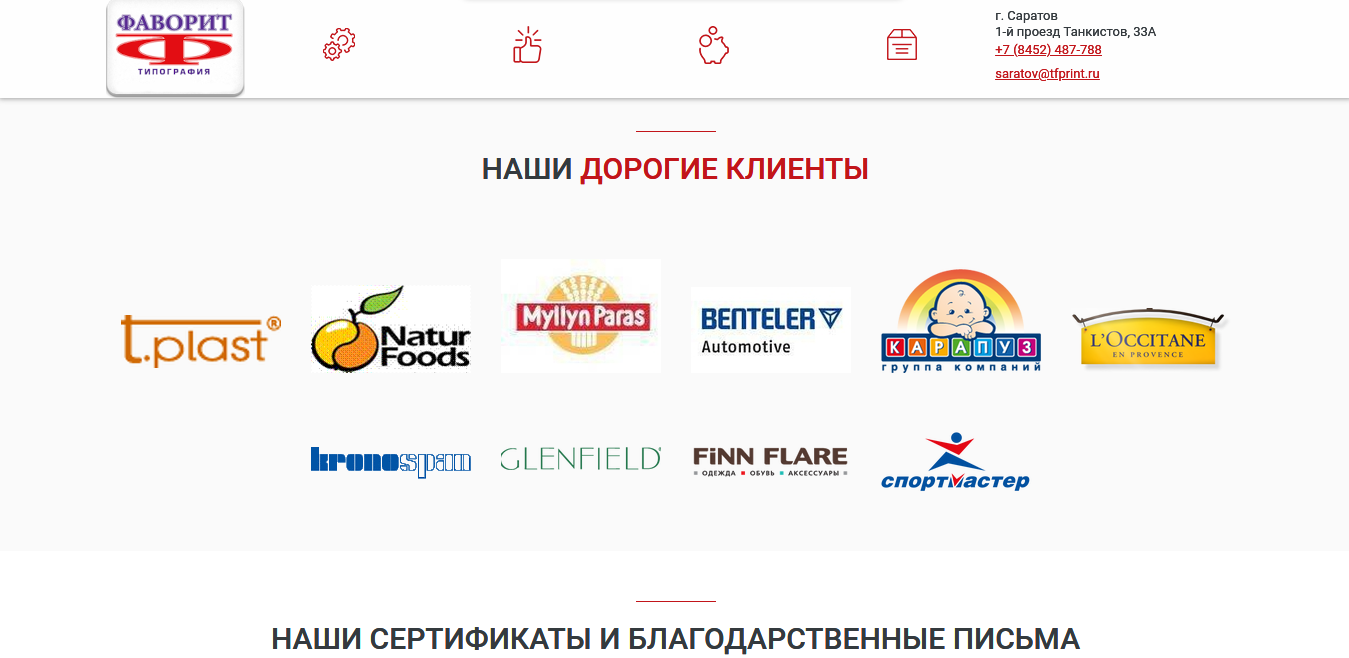 ФАВОРИТ
ТИПОГРАФИЯ
г. Саратов
1-й проезд Танкистов, 33А
+7 (8452) 487-788
saratov@tfprint.ru
НАШИ ДОРОГИЕ КЛИЕНТЫ
t.plast®
Natur
Foods
Myllyn Paras
BENTELER
Automotive
КАРАПУЗ
группа компаний
L'OCCITANE
EN PROVENCE
kronospan
GLENFIELD
FiNN FLARE
ОДЕЖДА ОБУВЬ АКСЕССУАРЫ
спортмастер
НАШИ СЕРТИФИКАТЫ И БЛАГОДАРСТВЕННЫЕ ПИСЬМА